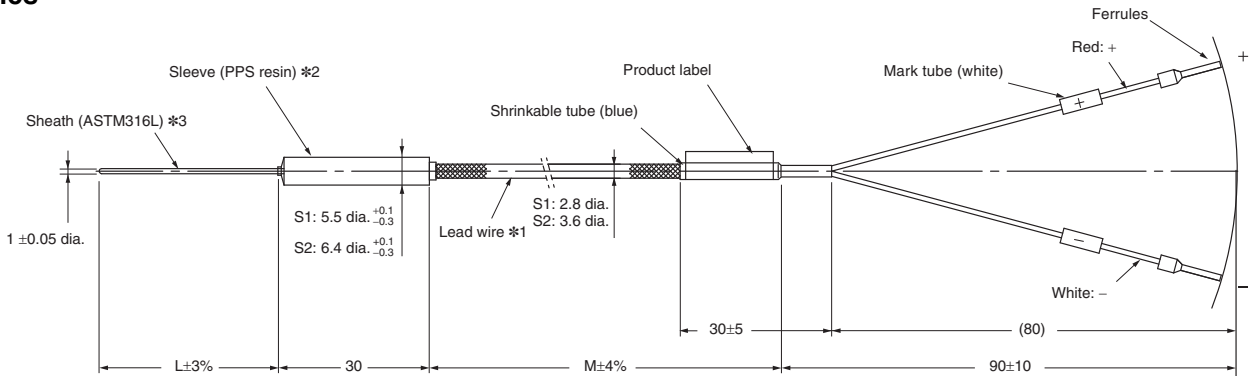 Ferrules
Red: +
+
Mark tube (white)
+
Product label
Sleeve (PPS resin) *2
Shrinkable tube (blue)
Sheath (ASTM316L) *3
S1: 5.5 dia. +0.1 −0.3
S2: 6.4 dia. +0.1 −0.3
S1: 2.8 dia.
S2: 3.6 dia.
Lead wire *1
1 ±0.05 dia.
−
White: −
−
30±5
(80)
L±3%
30
M±4%
90±10